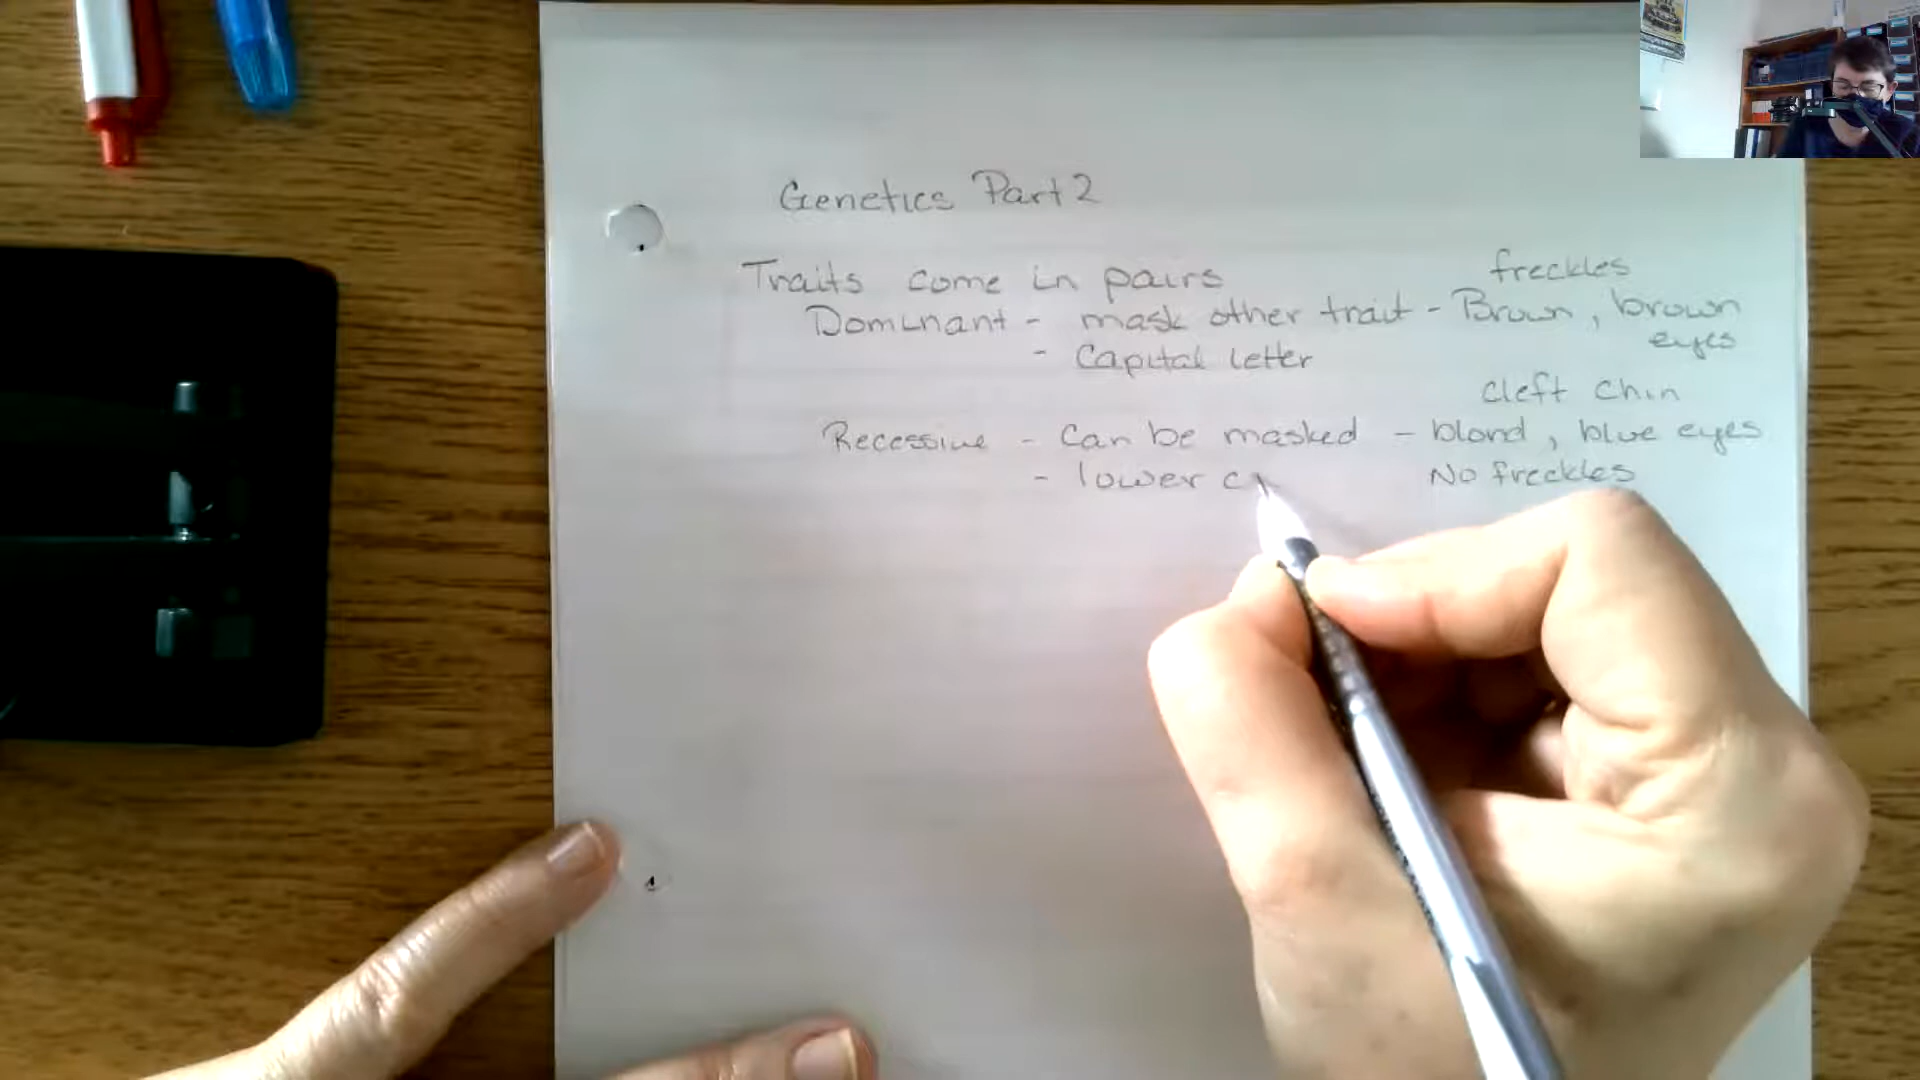 Genetics Part 2
Traits come in pairs
freckles
Dominant - mask other trait - Brown, brown
eyes
- Capital letter
cleft chin
Recessive - Can be masked - blond, blue eyes
- lower c
No freckles